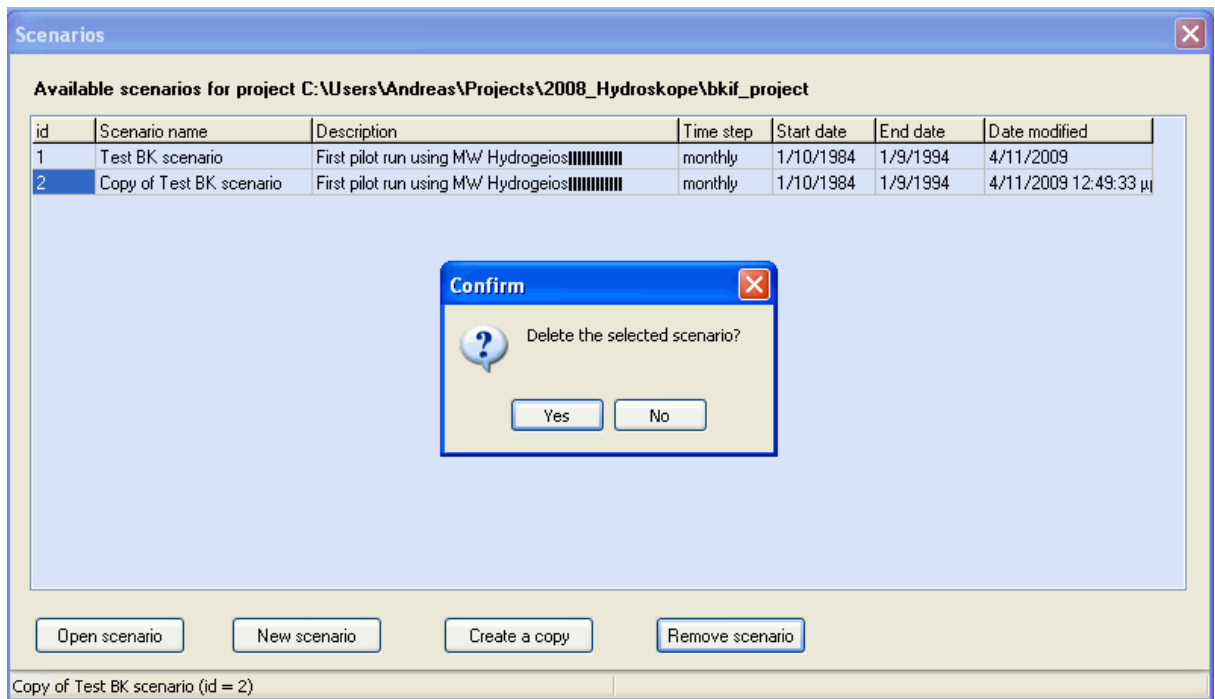 Scenarios
Available scenarios for project C:\Users\Andreas\Projects\2008_Hydroskope\bkif_project
id Scenario name Description Time step Start date End date Date modified
1 Test BK scenario First pilot run using MW Hydrogeios monthly 1/10/1984 1/9/1994 4/11/2009
2 Copy of Test BK scenario First pilot run using MW Hydrogeios monthly 1/10/1984 1/9/1994 4/11/2009 12:49:33 μμ
Confirm
Delete the selected scenario?
Yes No
Open scenario New scenario Create a copy Remove scenario
Copy of Test BK scenario (id = 2)